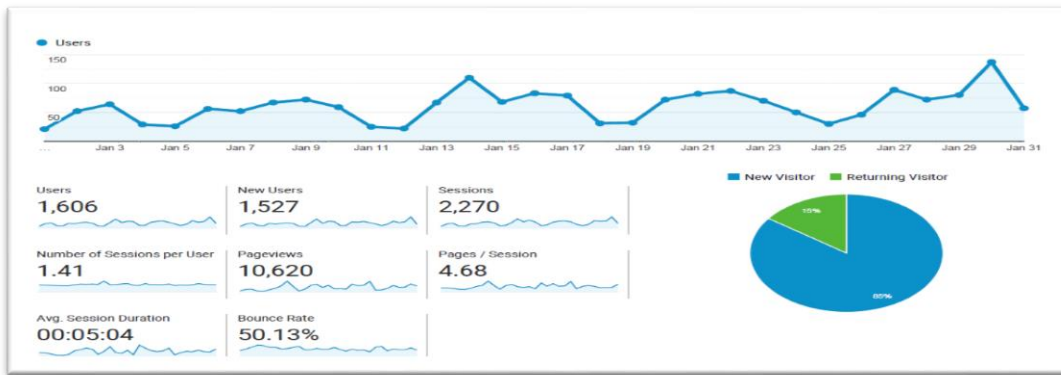 Users
150
100
50
... Jan 3 Jan 5 Jan 7 Jan 9 Jan 11 Jan 13 Jan 15 Jan 17 Jan 19 Jan 21 Jan 23 Jan 25 Jan 27 Jan 29 Jan 31
New Visitor Returning Visitor
Users New Users Sessions
1,606 1,527 2,270
Number of Sessions per User Pageviews Pages / Session
1.41 10,620 4.68
Avg. Session Duration Bounce Rate
00:05:04 50.13%
15%
85%